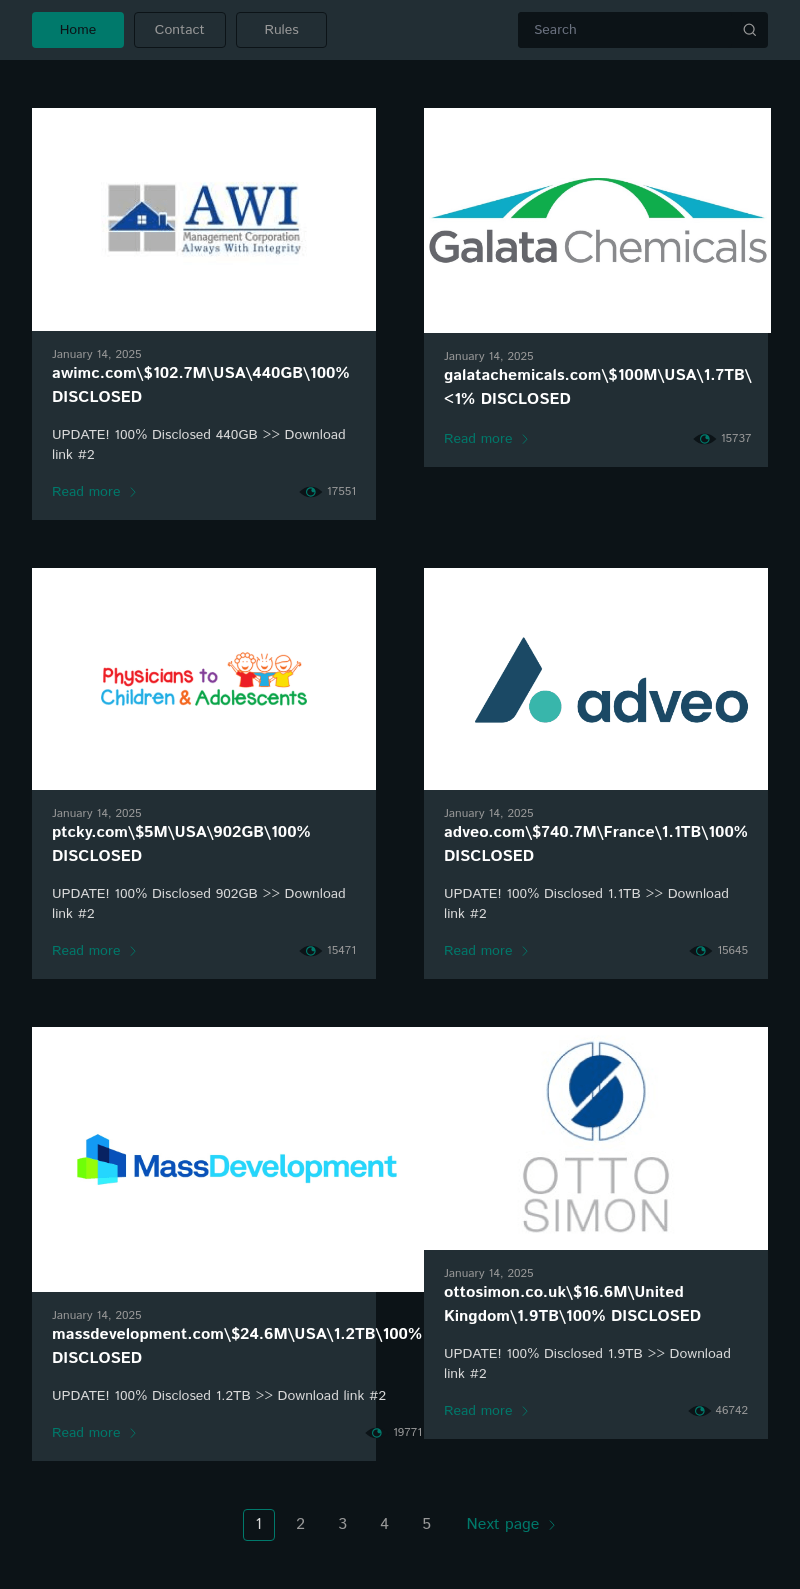 Home
Contact
Rules
Search
AWI
Management Corporation
Always With Integrity
January 14, 2025
awimc.com\$102.7M\USA\440GB\100%
DISCLOSED
UPDATE! 100% Disclosed 440GB >> Download
link #2
Read more
17551
Galata Chemicals
January 14, 2025
galatachemicals.com\$100M\USA\1.7TB\
<1% DISCLOSED
Read more
15737
Physicians to
Children & Adolescents
January 14, 2025
ptcky.com\$5M\USA\902GB\100%
DISCLOSED
UPDATE! 100% Disclosed 902GB >> Download
link #2
Read more
15471
adveo
January 14, 2025
adveo.com\$740.7M\France\1.1TB\100%
DISCLOSED
UPDATE! 100% Disclosed 1.1TB >> Download
link #2
Read more
15645
MassDevelopment
January 14, 2025
massdevelopment.com\$24.6M\USA\1.2TB\100%
DISCLOSED
UPDATE! 100% Disclosed 1.2TB >> Download link #2
Read more
19771
OTTO
SIMON
January 14, 2025
ottosimon.co.uk\$16.6M\United
Kingdom\1.9TB\100% DISCLOSED
UPDATE! 100% Disclosed 1.9TB >> Download
link #2
Read more
46742
1 2 3 4 5 Next page